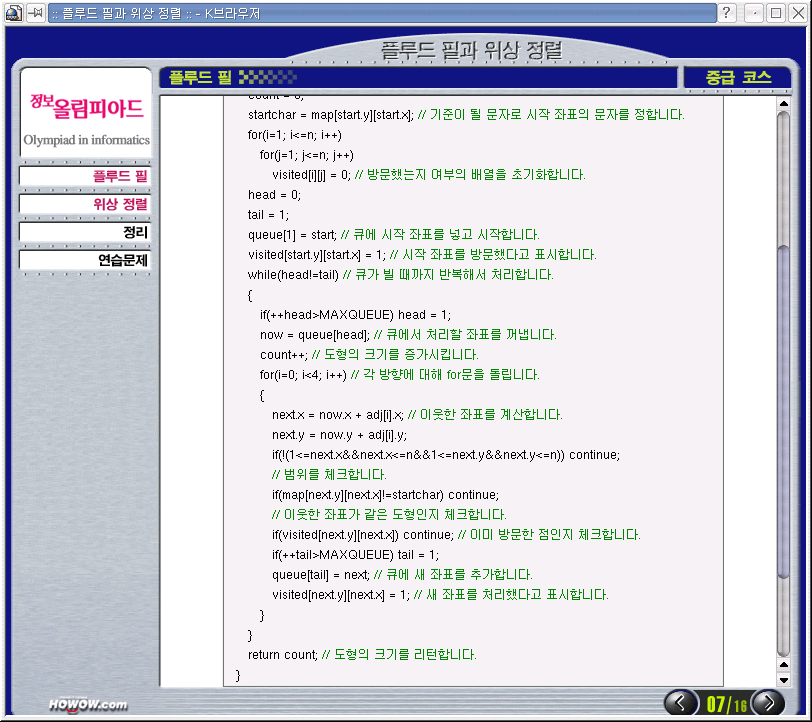 :: 플루드 필과 위상 정렬 :: - K브라우저
플루드 필과 위상 정렬
정보올림피아드
Olympiad in informatics
플루드 필
위상 정렬
정리
연습문제
플루드 필
중급 코스
count = 0;
startchar = map[start.y][start.x]; // 기준이 될 문자로 시작 좌표의 문자를 정합니다.
for(i=1; i<=n; i++)
for(j=1; j<=n; j++)
visited[i][j] = 0; // 방문했는지 여부의 배열을 초기화합니다.
head = 0;
tail = 1;
queue[1] = start; // 큐에 시작 좌표를 넣고 시작합니다.
visited[start.y][start.x] = 1; // 시작 좌표를 방문했다고 표시합니다.
while(head!=tail) // 큐가 빌 때까지 반복해서 처리합니다.
{
if(++head>MAXQUEUE) head = 1;
now = queue[head]; // 큐에서 처리할 좌표를 꺼냅니다.
count++; // 도형의 크기를 증가시킵니다.
for(i=0; i<4; i++) // 각 방향에 대해 for문을 돌립니다.
{
next.x = now.x + adj[i].x; // 이웃한 좌표를 계산합니다.
next.y = now.y + adj[i].y;
if(!(1<=next.x&&next.x<=n&&1<=next.y&&next.y<=n)) continue;
// 범위를 체크합니다.
if(map[next.y][next.x]!=startchar) continue;
// 이웃한 좌표가 같은 도형인지 체크합니다.
if(visited[next.y][next.x]) continue; // 이미 방문한 점인지 체크합니다.
if(++tail>MAXQUEUE) tail = 1;
queue[tail] = next; // 큐에 새 좌표를 추가합니다.
visited[next.y][next.x] = 1; // 새 좌표를 처리했다고 표시합니다.
}
}
return count; // 도형의 크기를 리턴합니다.
}
HOWOW.com
07/16